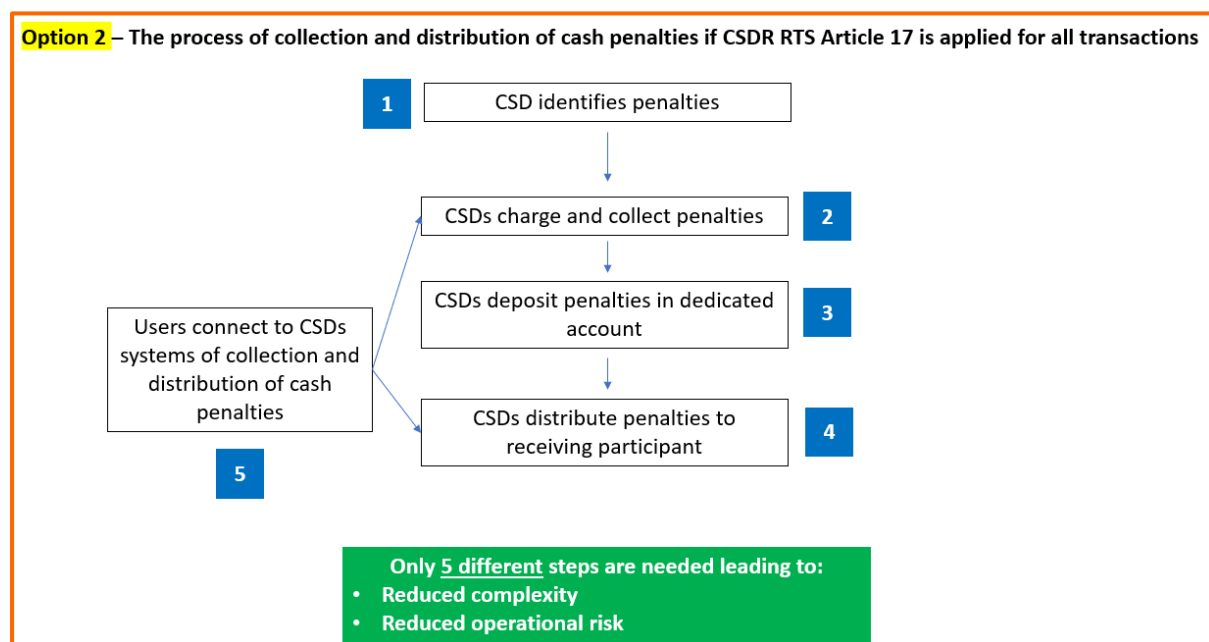 Option 2 – The process of collection and distribution of cash penalties if CSDR RTS Article 17 is applied for all transactions
1
CSD identifies penalties
CSDs charge and collect penalties
2
CSDs deposit penalties in dedicated
account
3
Users connect to CSDs
systems of collection and
distribution of cash
penalties
CSDs distribute penalties to
receiving participant
4
5
Only 5 different steps are needed leading to:
• Reduced complexity
• Reduced operational risk